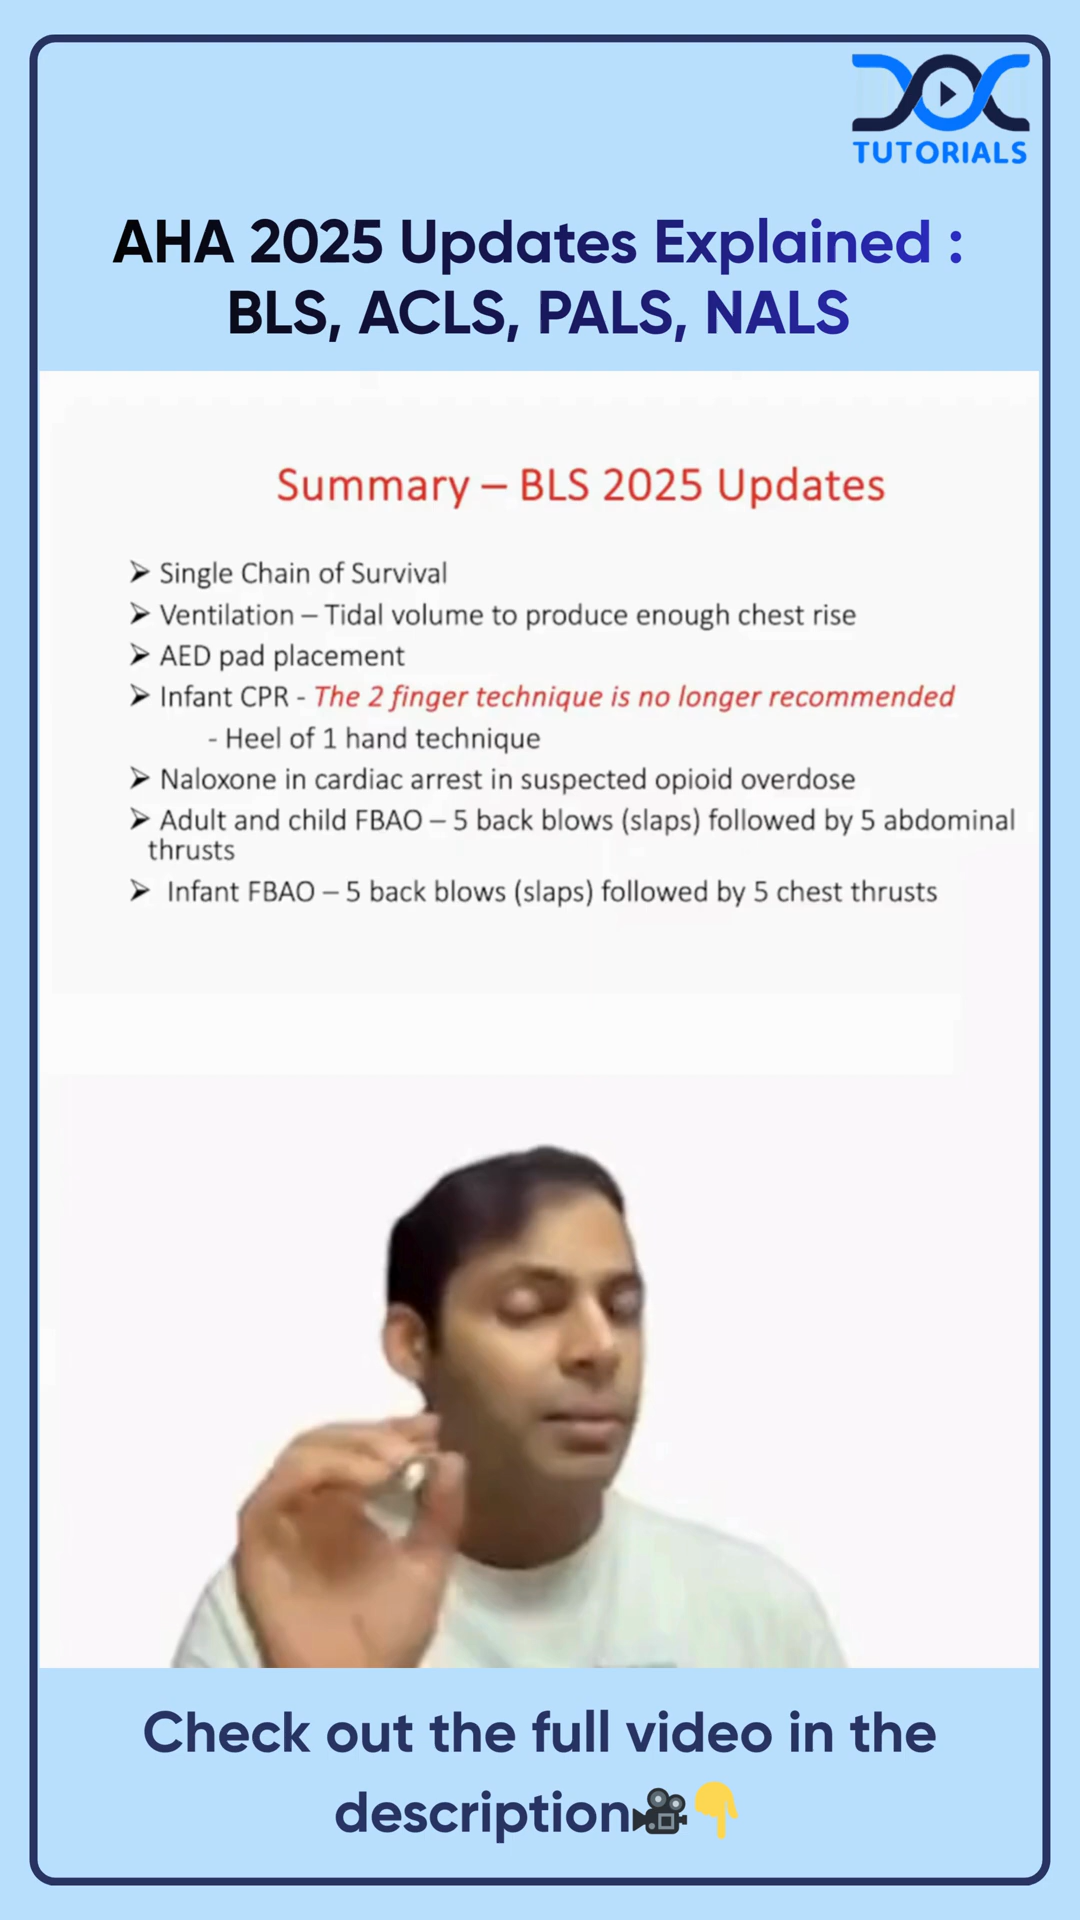 DOC
TUTORIALS
AHA 2025 Updates Explained :
BLS, ACLS, PALS, NALS
Summary – BLS 2025 Updates
➢ Single Chain of Survival
➢ Ventilation – Tidal volume to produce enough chest rise
➢ AED pad placement
➢ Infant CPR - The 2 finger technique is no longer recommended
- Heel of 1 hand technique
➢ Naloxone in cardiac arrest in suspected opioid overdose
➢ Adult and child FBAO – 5 back blows (slaps) followed by 5 abdominal
thrusts
➢ Infant FBAO – 5 back blows (slaps) followed by 5 chest thrusts
Check out the full video in the
description🎥👇